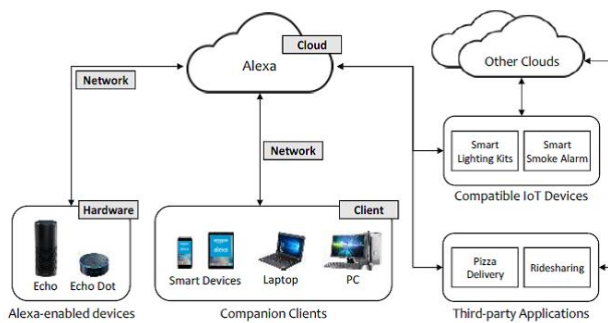 Cloud
Alexa
Other Clouds
Network
Network
Smart
Lighting Kits
Smart
Smoke Alarm
Compatible IoT Devices
Hardware
Echo
Echo Dot
Alexa-enabled devices
Client
Smart Devices
Laptop
PC
Companion Clients
Pizza
Delivery
Ridesharing
Third-party Applications